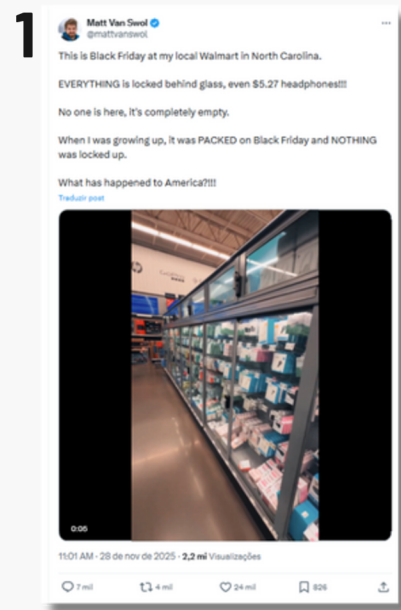 1
Matt Van Swol
@mattvanswol
This is Black Friday at my local Walmart in North Carolina.
EVERYTHING is locked behind glass, even $5.27 headphones!!!
No one is here, it's completely empty.
When I was growing up, it was PACKED on Black Friday and NOTHING
was locked up.
What has happened to America?!!!
Traduzir post
0:05
11:01 AM · 28 de nov de 2025 · 2,2 mi Visualizações
7 mil 4 mil 24 mil 826